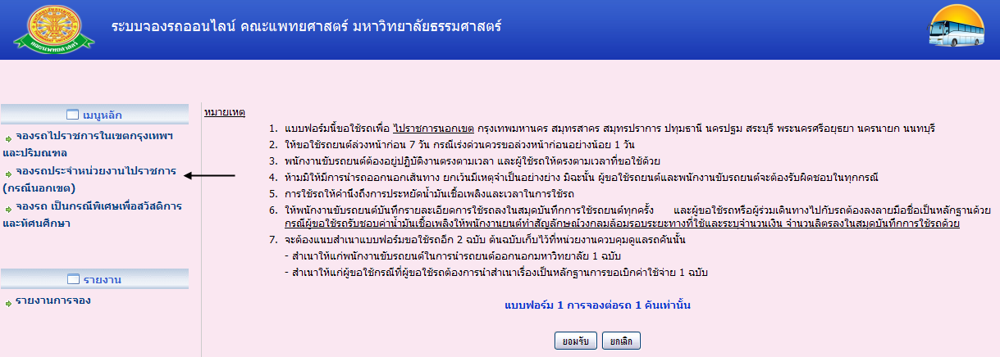 ระบบจองรถออนไลน์ คณะแพทยศาสตร์ มหาวิทยาลัยธรรมศาสตร์
คณะแพทยศาสตร์
เมนูหลัก
จองรถไปราชการในเขตกรุงเทพฯ
และปริมณฑล
จองรถประจำหน่วยงานไปราชการ
(กรณีนอกเขต)
จองรถ เป็นกรณีพิเศษเพื่อสวัสดิการ
และทัศนศึกษา
รายงาน
รายงานการจอง
หมายเหตุ
1. แบบฟอร์มนี้ขอใช้รถเพื่อ ไปราชการนอกเขต กรุงเทพมหานคร สมุทรสาคร สมุทรปราการ ปทุมธานี นครปฐม สระบุรี พระนครศรีอยุธยา นครนายก นนทบุรี
2. ให้ขอใช้รถยนต์ล่วงหน้าก่อน 7 วัน กรณีเร่งด่วนควรขอล่วงหน้าก่อนอย่างน้อย 1 วัน
3. พนักงานขับรถยนต์ต้องอยู่ปฏิบัติงานตรงตามเวลา และผู้ใช้รถให้ตรงตามเวลาที่ขอใช้ด้วย
4. ห้ามมิให้มีการนำรถออกนอกเส้นทาง ยกเว้นมีเหตุจำเป็นอย่างย่าง มิฉะนั้น ผู้ขอใช้รถยนต์และพนักงานขับรถยนต์จะต้องรับผิดชอบในทุกกรณี
5. การใช้รถให้คำนึงถึงการประหยัดน้ำมันเชื้อเพลิงและเวลาในการใช้รถ
6. ให้พนักงานขับรถยนต์บันทึกรายละเอียดการใช้รถลงในสมุดบันทึกการใช้รถยนต์ทุกครั้ง และผู้ขอใช้รถหรือผู้ร่วมเดินทางไปกับรถต้องลงลายมือชื่อเป็นหลักฐานด้วย
กรณีผู้ขอใช้รถรับชอบค่าน้ำมันเชื้อเพลิงให้พนักงานยนต์ทำสัญลักษณ์วงกลมล้อมรอบระยะทางที่ใช้และระบุจำนวนเงิน จำนวนลิตรลงในสมุดบันทึกการใช้รถด้วย
7. จะต้องแนบสำเนาแบบฟอร์มขอใช้รถอีก 2 ฉบับ ต้นฉบับเก็บไว้ที่หน่วยงานควบคุมดูแลรถคันนั้น
- สำเนาให้แก่พนักงานขับรถยนต์ในการนำรถยนต์ออกนอกมหาวิทยาลัย 1 ฉบับ
- สำเนาให้แก่ผู้ขอใช้กรณีที่ผู้ขอใช้รถต้องการนำสำเนาเรื่องเป็นหลักฐานการขอเบิกค่าใช้จ่าย 1 ฉบับ
แบบฟอร์ม 1 การจองต่อรถ 1 คันเท่านั้น
ยอมรับ ยกเลิก